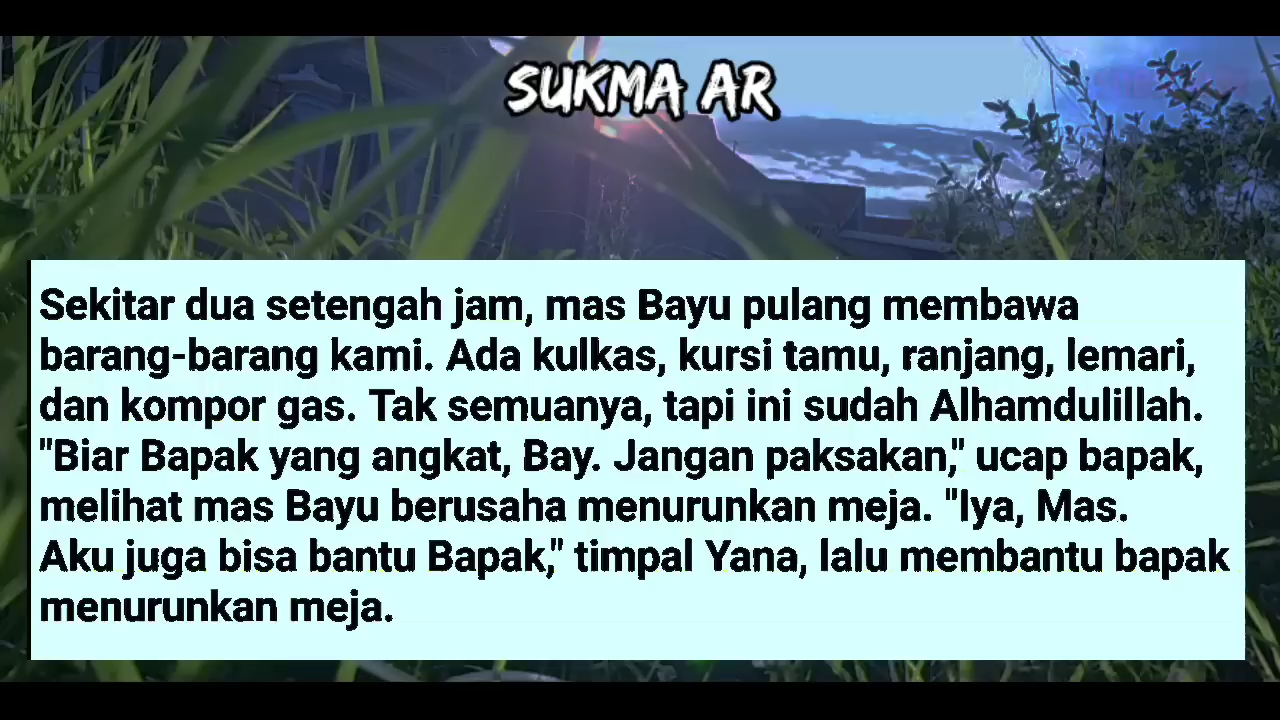 SUKMA AR
Sekitar dua setengah jam, mas Bayu pulang membawa
barang-barang kami. Ada kulkas, kursi tamu, ranjang, lemari,
dan kompor gas. Tak semuanya, tapi ini sudah Alhamdulillah.
"Biar Bapak yang angkat, Bay. Jangan paksakan," ucap bapak,
melihat mas Bayu berusaha menurunkan meja. "Iya, Mas.
Aku juga bisa bantu Bapak," timpal Yana, lalu membantu bapak
menurunkan meja.